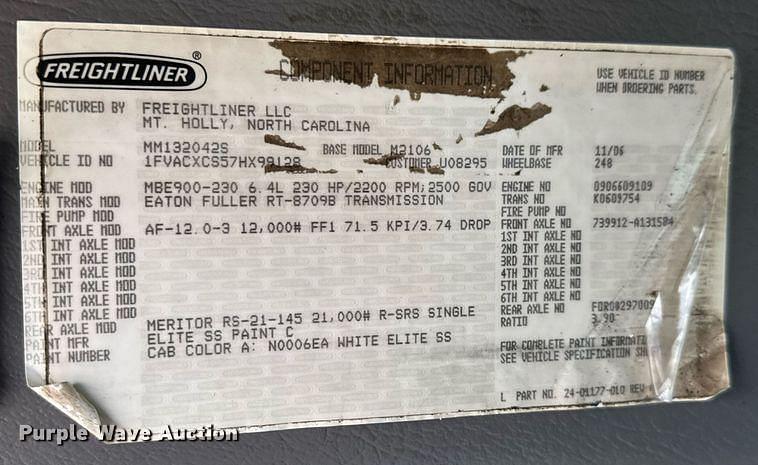 FREIGHTLINER ®
COMPONENT INFORMATION
USE VEHICLE ID NUMBER
WHEN ORDERING PARTS.
MANUFACTURED BY FREIGHTLINER LLC
MT. HOLLY, NORTH CAROLINA
MODEL MM132042S BASE MODEL M2106 DATE OF MFR 11/06
VEHICLE ID NO 1FVACXCS57HX99128 CUSTOMER U08295 WHEELBASE 248
ENGINE MOD MBE900-230 6.4L 230 HP/2200 RPM; 2500 GOV ENGINE NO 0906609109
MAIN TRANS MOD EATON FULLER RT-8709B TRANSMISSION TRANS NO K0609754
FIRE PUMP MOD FIRE PUMP NO
FRONT AXLE MOD AF-12.0-3 12,000# FF1 71.5 KPI/3.74 DROP FRONT AXLE NO 739912-A131584
1ST INT AXLE MOD 1ST INT AXLE NO
2ND INT AXLE MOD 2ND INT AXLE NO
3RD INT AXLE MOD 3RD INT AXLE NO
4TH INT AXLE MOD 4TH INT AXLE NO
5TH INT AXLE MOD 5TH INT AXLE NO
6TH INT AXLE MOD 6TH INT AXLE NO
REAR AXLE MOD MERITOR RS-21-145 21,000# R-SRS SINGLE REAR AXLE NO
PAINT MFR ELITE SS PAINT C RATIO 3.90
PAINT NUMBER CAB COLOR A: N0006EA WHITE ELITE SS
FOR COMPLETE PAINT
SEE VEHICLE SPECIFICATION
L PART NO. 24-01177-010 REV
Purple Wave Auction